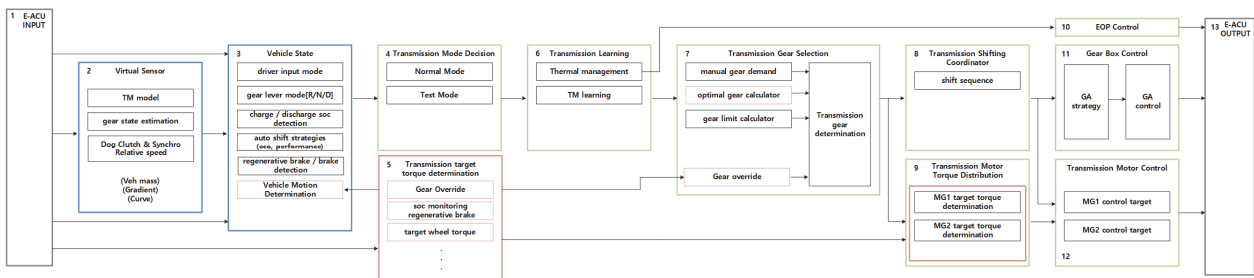 1 E-ACU
INPUT
2 Virtual Sensor
TM model
gear state estimation
Dog Clutch & Synchro
Relative speed
(Veh mass)
(Gradient)
(Curve)
3 Vehicle State
driver input mode
gear lever mode[R/N/D]
charge / discharge soc
detection
auto shift strategies
(eco, performance)
regenerative brake / brake
detection
Vehicle Motion
Determination
4 Transmission Mode Decision
Normal Mode
Test Mode
5 Transmission target
torque determination
Gear Override
soc monitoring
regenerative brake
target wheel torque
.
.
.
6 Transmission Learning
Thermal management
TM learning
7 Transmission Gear Selection
manual gear demand
optimal gear calculator
gear limit calculator
Gear override
Transmission
gear
determination
8 Transmission Shifting
Coordinator
shift sequence
9 Transmission Motor
Torque Distribution
MG1 target torque
determination
MG2 target torque
determination
10 EOP Control
11 Gear Box Control
GA
strategy
GA
control
Transmission Motor Control
MG1 control target
MG2 control target
12
13 E-ACU
OUTPUT